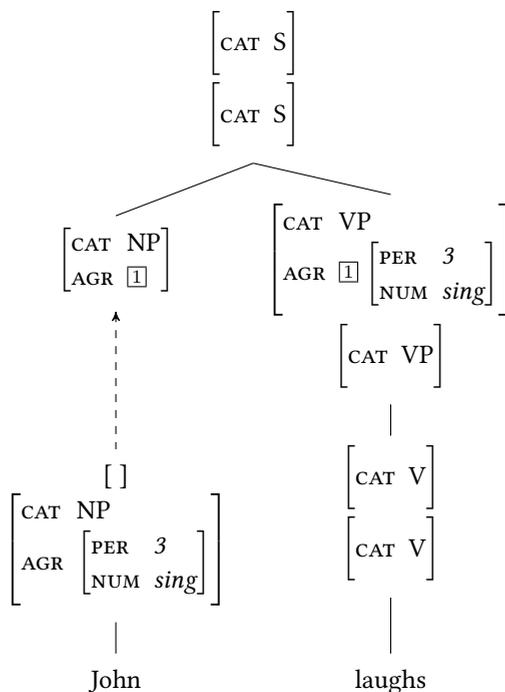 CAT S
CAT S
CAT NP
AGR 1
CAT VP
AGR 1 PER 3
NUM sing
CAT VP
[ ]
CAT NP
AGR PER 3
NUM sing
CAT V
CAT V
John
laughs